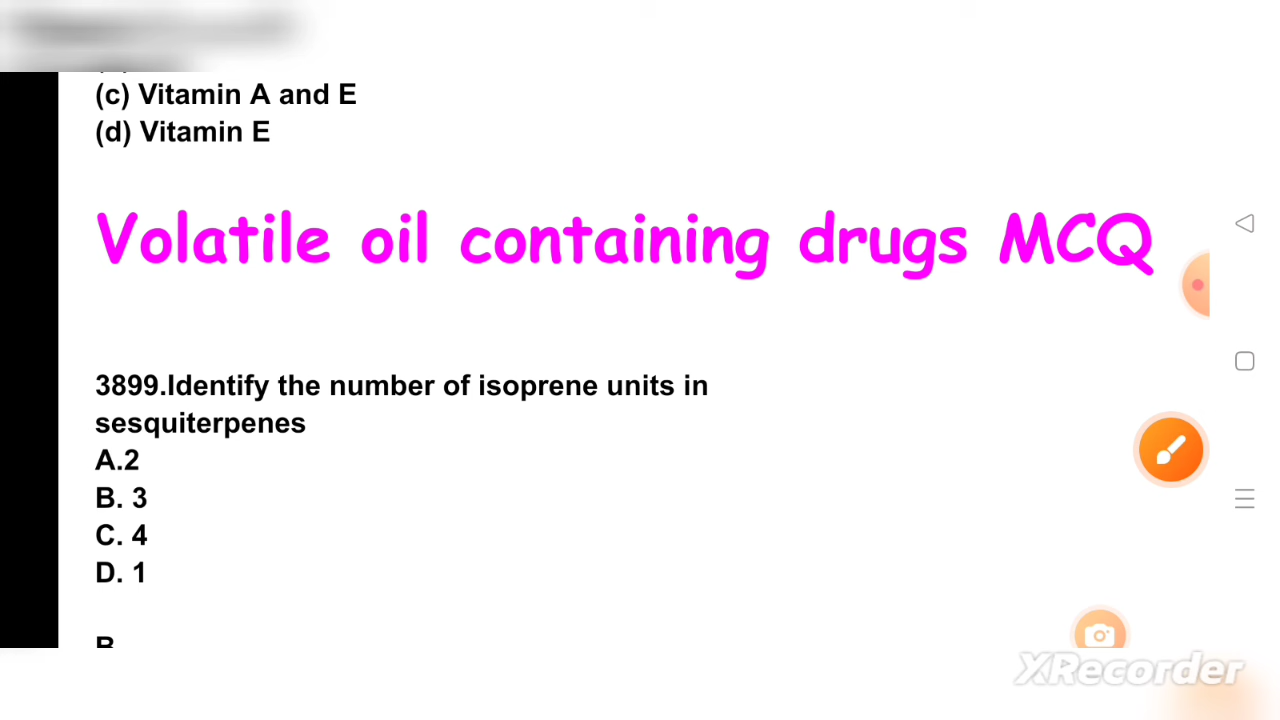 (c) Vitamin A and E
(d) Vitamin E
Volatile oil containing drugs MCQ
3899.Identify the number of isoprene units in
sesquiterpenes
A.2
B. 3
C. 4
D. 1
XRecorder